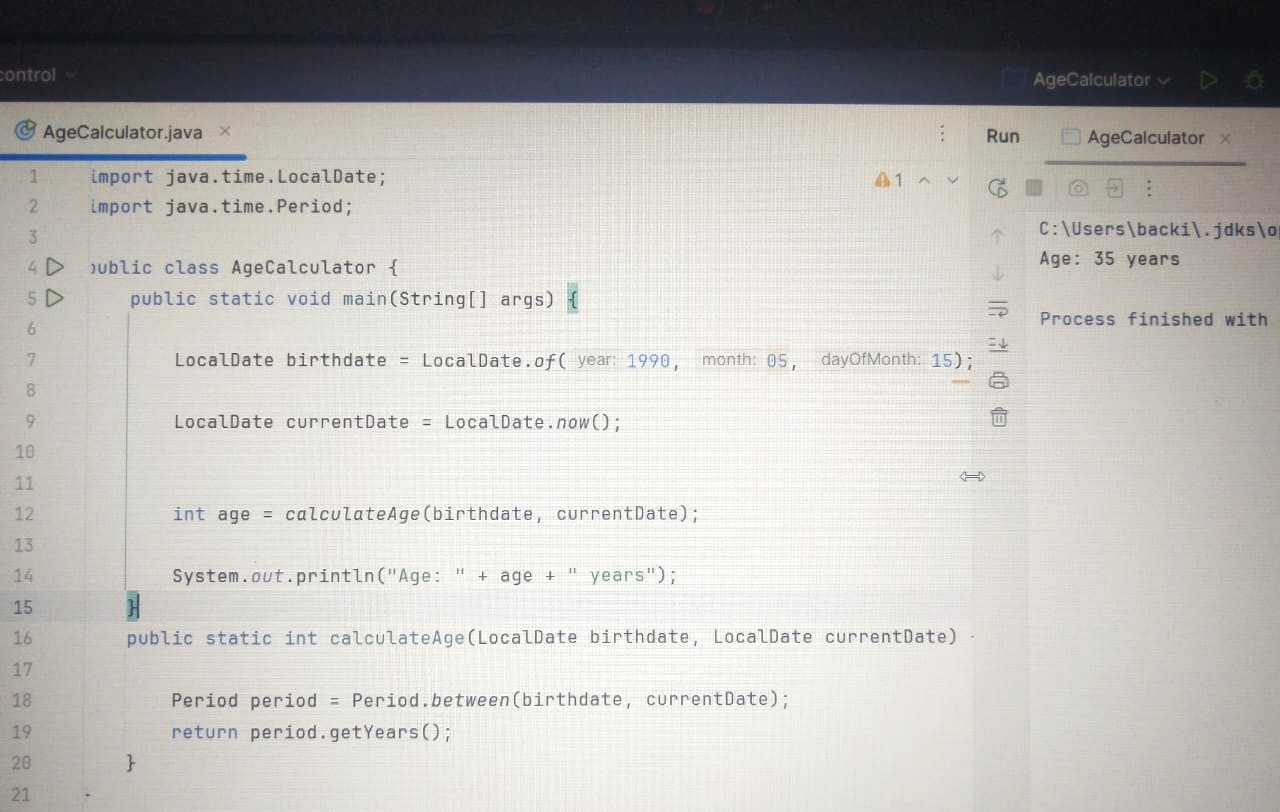 control
AgeCalculator
AgeCalculator.java
Run
AgeCalculator
1 import java.time.LocalDate;
2 import java.time.Period;
3
4 public class AgeCalculator {
5 public static void main(String[] args) {
6
7 LocalDate birthdate = LocalDate.of( year: 1990, month: 05, dayOfMonth: 15);
8
9 LocalDate currentDate = LocalDate.now();
10
11
12 int age = calculateAge(birthdate, currentDate);
13
14 System.out.println("Age: " + age + " years");
15 }
16 public static int calculateAge(LocalDate birthdate, LocalDate currentDate)
17
18 Period period = Period.between(birthdate, currentDate);
19 return period.getYears();
20 }
21
1
C:\Users\backi\.jdks\o
Age: 35 years
Process finished with